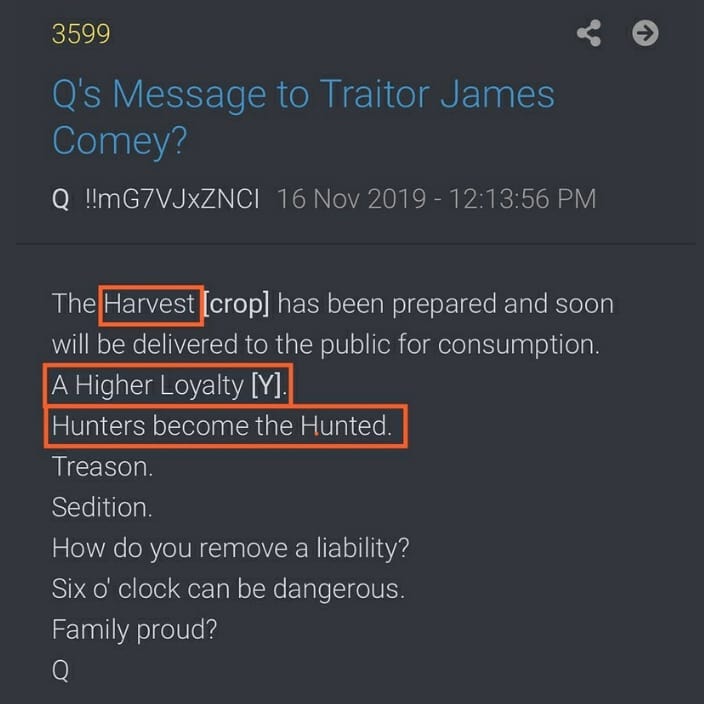 3599
Q's Message to Traitor James
Comey?
Q !!mG7VJxZNCI 16 Nov 2019 - 12:13:56 PM
The Harvest [crop] has been prepared and soon
will be delivered to the public for consumption.
A Higher Loyalty [Y].
Hunters become the Hunted.
Treason.
Sedition.
How do you remove a liability?
Six o' clock can be dangerous.
Family proud?
Q